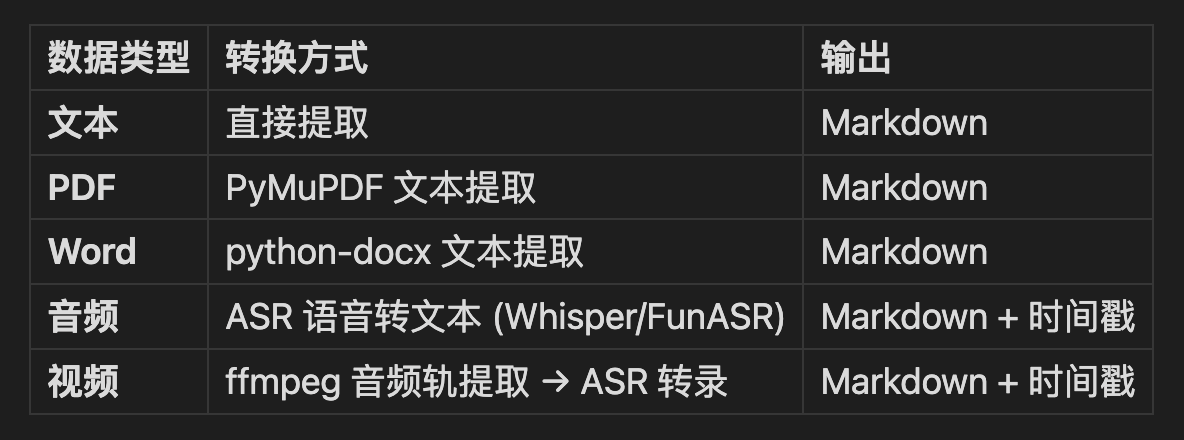 数据类型 转换方式 输出
文本 直接提取 Markdown
PDF PyMuPDF 文本提取 Markdown
Word python-docx 文本提取 Markdown
音频 ASR 语音转文本 (Whisper/FunASR) Markdown + 时间戳
视频 ffmpeg 音频轨提取 → ASR 转录 Markdown + 时间戳